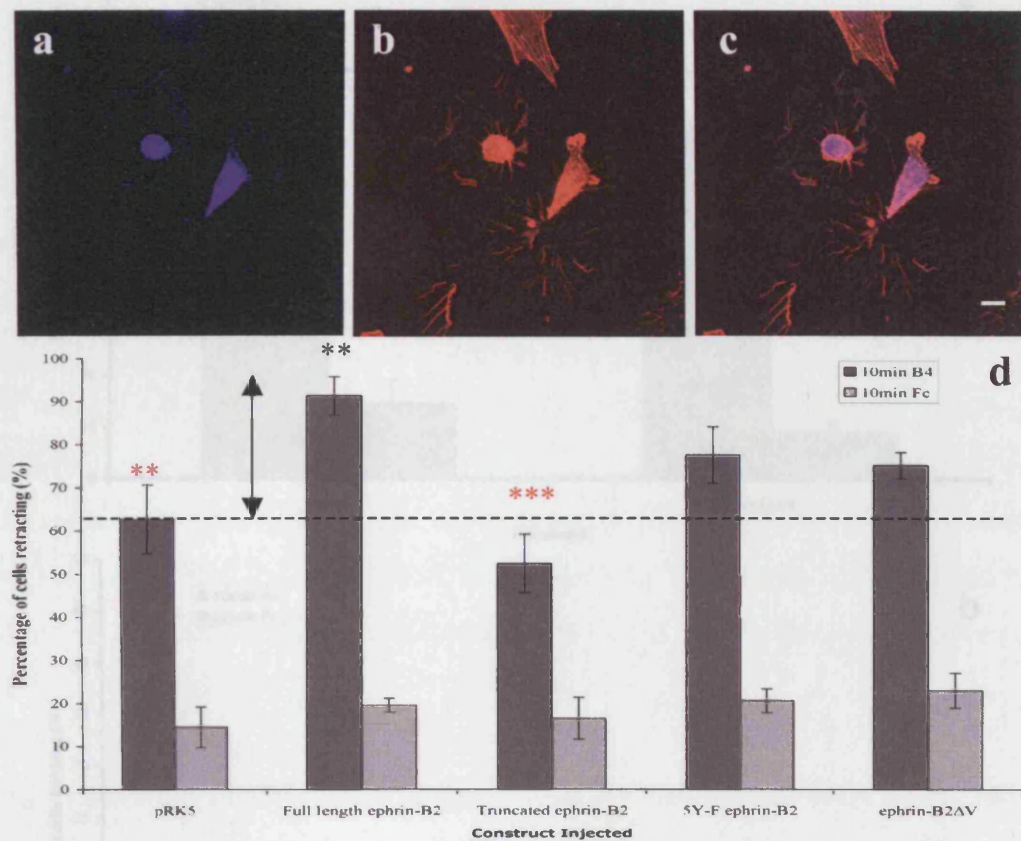 a
b
c
d
**
**
***
10min B4
10min Fc
Percentage of cells retracting (%)
100
90
80
70
60
50
40
30
20
10
0
pRK5
Full length ephrin-B2
Truncated ephrin-B2
5Y-F ephrin-B2
ephrin-B2ΔV
Construct Injected